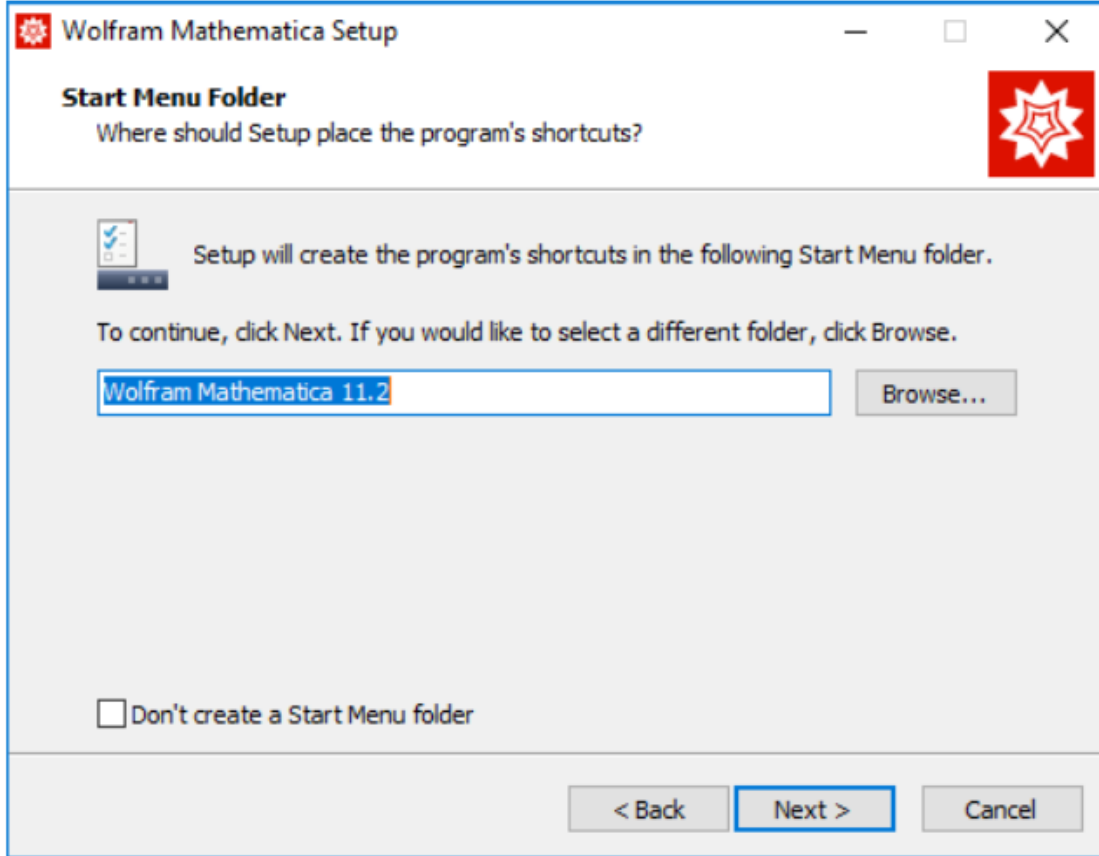 Wolfram Mathematica Setup
Start Menu Folder
Where should Setup place the program's shortcuts?
Setup will create the program's shortcuts in the following Start Menu folder.
To continue, click Next. If you would like to select a different folder, click Browse.
Wolfram Mathematica 11.2
Browse...
Don't create a Start Menu folder
< Back
Next >
Cancel